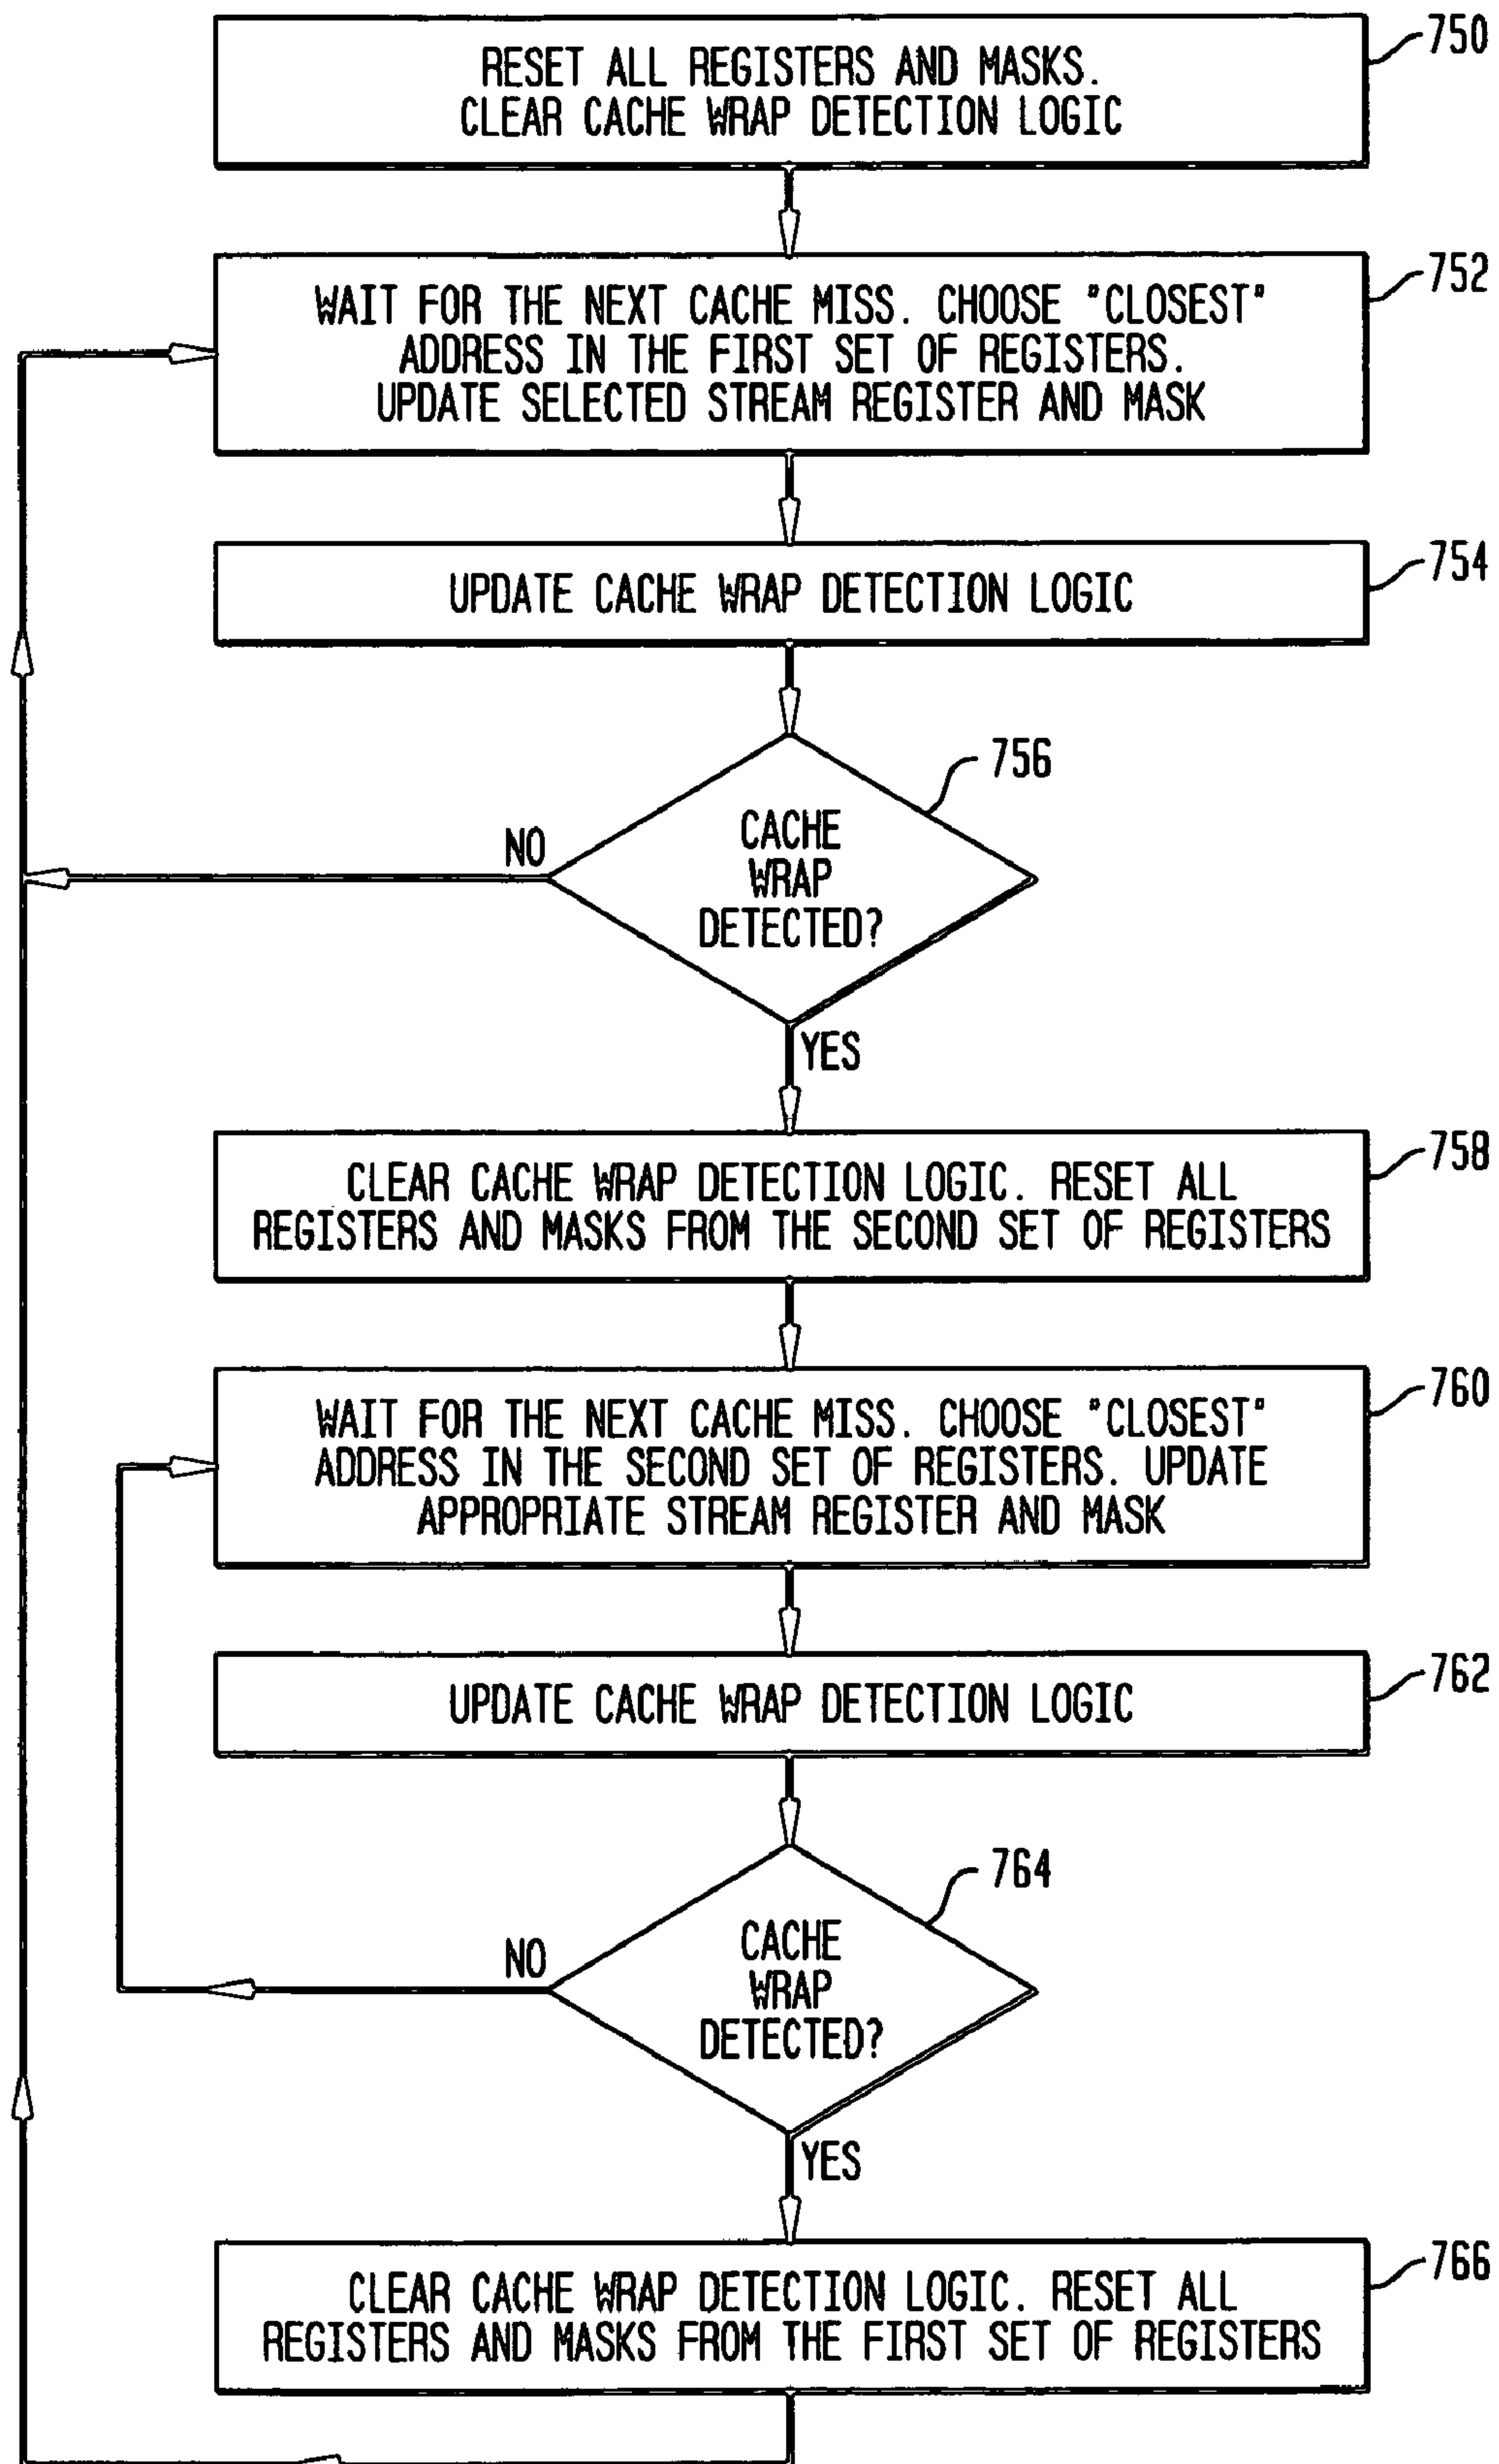 750
RESET ALL REGISTERS AND MASKS.
CLEAR CACHE WRAP DETECTION LOGIC
752
WAIT FOR THE NEXT CACHE MISS. CHOOSE "CLOSEST"
ADDRESS IN THE FIRST SET OF REGISTERS.
UPDATE SELECTED STREAM REGISTER AND MASK
754
UPDATE CACHE WRAP DETECTION LOGIC
756
CACHE
WRAP
DETECTED?
NO
YES
758
CLEAR CACHE WRAP DETECTION LOGIC. RESET ALL
REGISTERS AND MASKS FROM THE SECOND SET OF REGISTERS
760
WAIT FOR THE NEXT CACHE MISS. CHOOSE "CLOSEST"
ADDRESS IN THE SECOND SET OF REGISTERS. UPDATE
APPROPRIATE STREAM REGISTER AND MASK
762
UPDATE CACHE WRAP DETECTION LOGIC
764
CACHE
WRAP
DETECTED?
NO
YES
766
CLEAR CACHE WRAP DETECTION LOGIC. RESET ALL
REGISTERS AND MASKS FROM THE FIRST SET OF REGISTERS